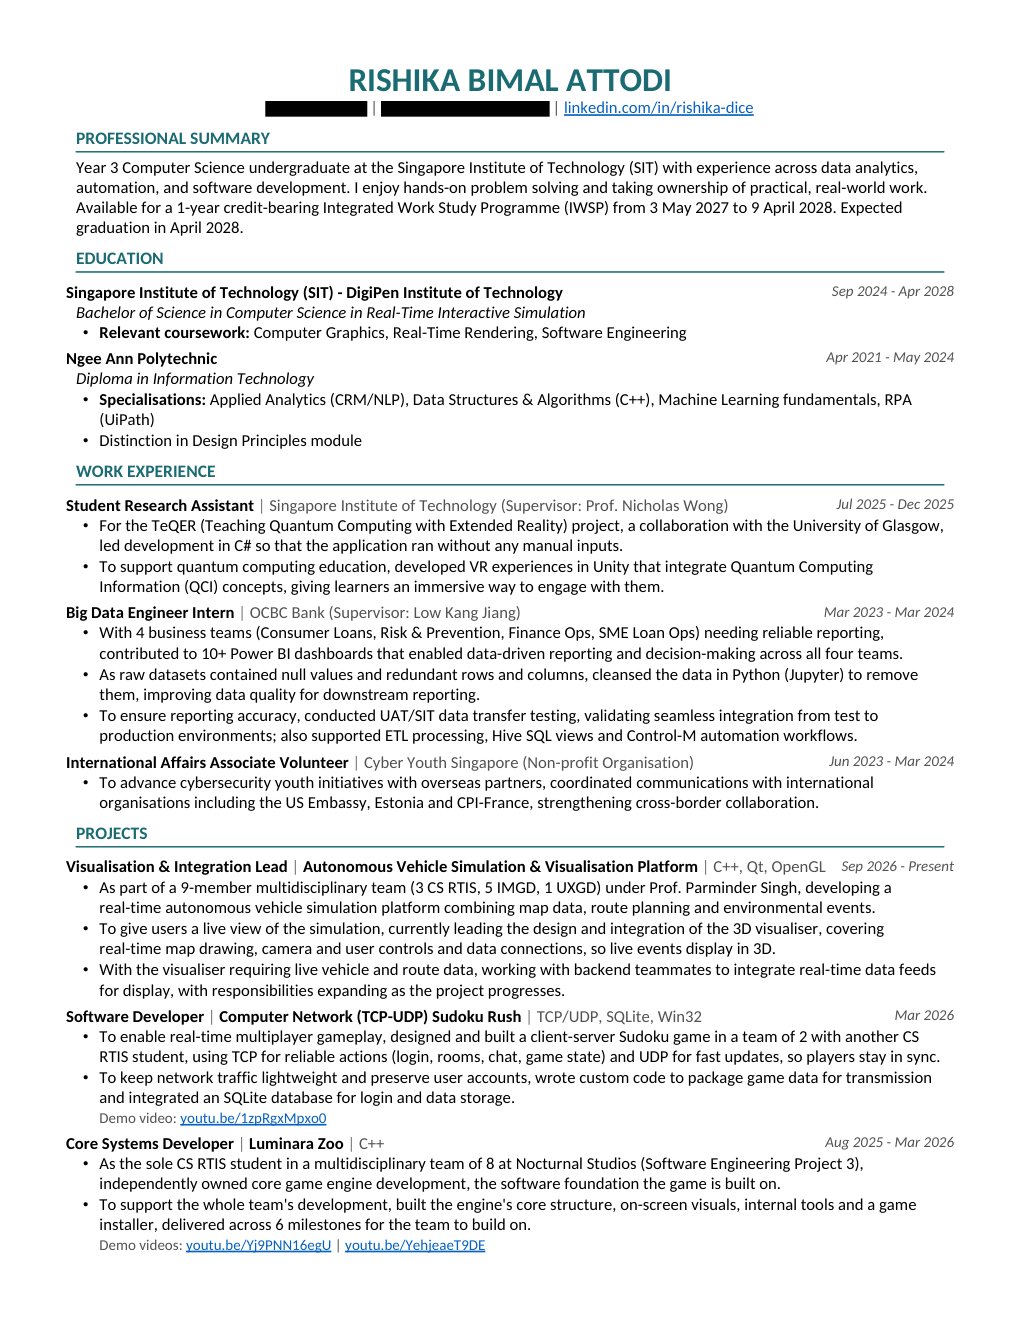 RISHIKA BIMAL ATTODI
| | linkedin.com/in/rishika-dice
PROFESSIONAL SUMMARY
Year 3 Computer Science undergraduate at the Singapore Institute of Technology (SIT) with experience across data analytics,
automation, and software development. I enjoy hands-on problem solving and taking ownership of practical, real-world work.
Available for a 1-year credit-bearing Integrated Work Study Programme (IWSP) from 3 May 2027 to 9 April 2028. Expected
graduation in April 2028.
EDUCATION
Singapore Institute of Technology (SIT) - DigiPen Institute of Technology Sep 2024 - Apr 2028
Bachelor of Science in Computer Science in Real-Time Interactive Simulation
• Relevant coursework: Computer Graphics, Real-Time Rendering, Software Engineering
Ngee Ann Polytechnic Apr 2021 - May 2024
Diploma in Information Technology
• Specialisations: Applied Analytics (CRM/NLP), Data Structures & Algorithms (C++), Machine Learning fundamentals, RPA
(UiPath)
• Distinction in Design Principles module
WORK EXPERIENCE
Student Research Assistant | Singapore Institute of Technology (Supervisor: Prof. Nicholas Wong) Jul 2025 - Dec 2025
• For the TeQER (Teaching Quantum Computing with Extended Reality) project, a collaboration with the University of Glasgow,
led development in C# so that the application ran without any manual inputs.
• To support quantum computing education, developed VR experiences in Unity that integrate Quantum Computing
Information (QCI) concepts, giving learners an immersive way to engage with them.
Big Data Engineer Intern | OCBC Bank (Supervisor: Low Kang Jiang) Mar 2023 - Mar 2024
• With 4 business teams (Consumer Loans, Risk & Prevention, Finance Ops, SME Loan Ops) needing reliable reporting,
contributed to 10+ Power BI dashboards that enabled data-driven reporting and decision-making across all four teams.
• As raw datasets contained null values and redundant rows and columns, cleansed the data in Python (Jupyter) to remove
them, improving data quality for downstream reporting.
• To ensure reporting accuracy, conducted UAT/SIT data transfer testing, validating seamless integration from test to
production environments; also supported ETL processing, Hive SQL views and Control-M automation workflows.
International Affairs Associate Volunteer | Cyber Youth Singapore (Non-profit Organisation) Jun 2023 - Mar 2024
• To advance cybersecurity youth initiatives with overseas partners, coordinated communications with international
organisations including the US Embassy, Estonia and CPI-France, strengthening cross-border collaboration.
PROJECTS
Visualisation & Integration Lead | Autonomous Vehicle Simulation & Visualisation Platform | C++, Qt, OpenGL Sep 2026 - Present
• As part of a 9-member multidisciplinary team (3 CS RTIS, 5 IMGD, 1 UXGD) under Prof. Parminder Singh, developing a
real-time autonomous vehicle simulation platform combining map data, route planning and environmental events.
• To give users a live view of the simulation, currently leading the design and integration of the 3D visualiser, covering
real-time map drawing, camera and user controls and data connections, so live events display in 3D.
• With the visualiser requiring live vehicle and route data, working with backend teammates to integrate real-time data feeds
for display, with responsibilities expanding as the project progresses.
Software Developer | Computer Network (TCP-UDP) Sudoku Rush | TCP/UDP, SQLite, Win32 Mar 2026
• To enable real-time multiplayer gameplay, designed and built a client-server Sudoku game in a team of 2 with another CS
RTIS student, using TCP for reliable actions (login, rooms, chat, game state) and UDP for fast updates, so players stay in sync.
• To keep network traffic lightweight and preserve user accounts, wrote custom code to package game data for transmission
and integrated an SQLite database for login and data storage.
Demo video: youtu.be/1zpRgxMpxo0
Core Systems Developer | Luminara Zoo | C++ Aug 2025 - Mar 2026
• As the sole CS RTIS student in a multidisciplinary team of 8 at Nocturnal Studios (Software Engineering Project 3),
independently owned core game engine development, the software foundation the game is built on.
• To support the whole team's development, built the engine's core structure, on-screen visuals, internal tools and a game
installer, delivered across 6 milestones for the team to build on.
Demo videos: youtu.be/Yj9PNN16egU | youtu.be/YehjeaeT9DE